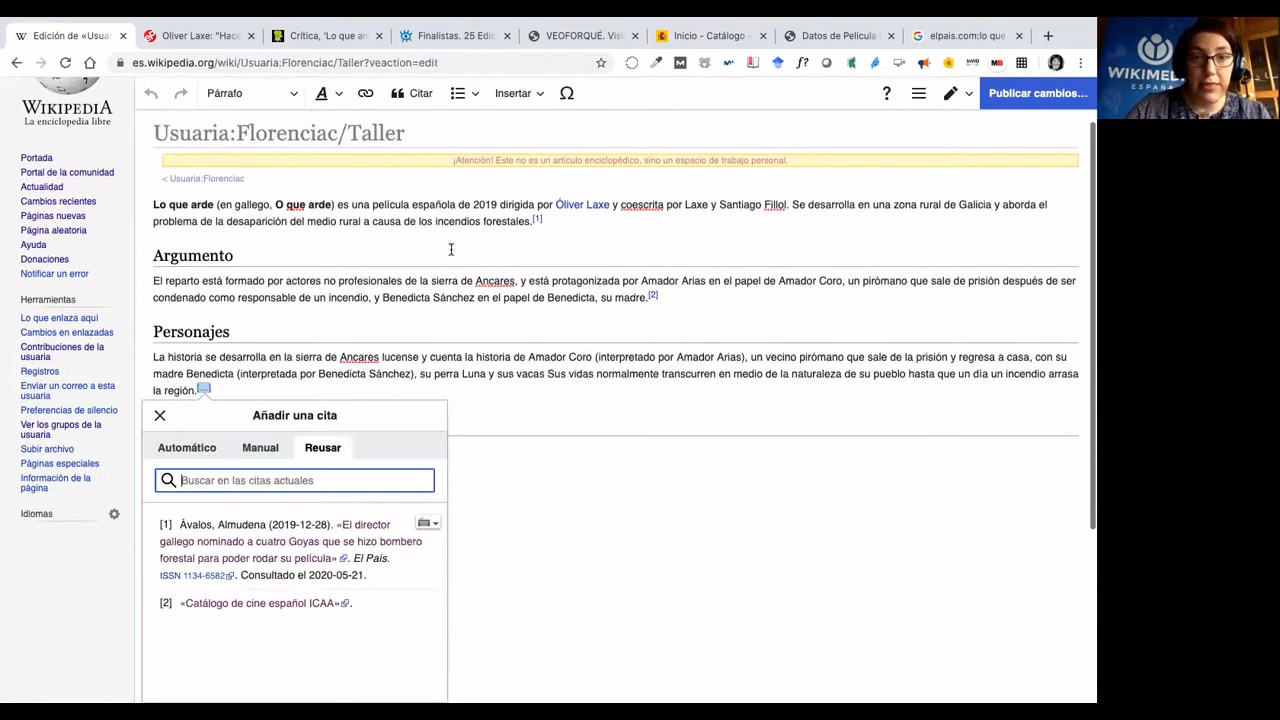 Edición de «Usuar
Oliver Laxe: "Hace
Crítica, 'Lo que an
Finalistas. 25 Edic
VEOFORQUÉ. Visi
Inicio - Catálogo
Datos de Película
elpais.com:lo que
es.wikipedia.org/wiki/Usuaria:Florenciac/Taller?veaction=edit
WIKIPEDIA
La enciclopedia libre
Párrafo
A
Citar
Insertar
Ω
?
Publicar cambios...
WIKIMEDIA
ESPAÑA
Portada
Portal de la comunidad
Actualidad
Cambios recientes
Páginas nuevas
Página aleatoria
Ayuda
Donaciones
Notificar un error
Herramientas
Lo que enlaza aquí
Cambios en enlazadas
Contribuciones de la
usuaria
Registros
Enviar un correo a esta
usuaria
Preferencias de silencio
Ver los grupos de la
usuaria
Subir archivo
Páginas especiales
Información de la
página
Idiomas
Usuaria:Florenciac/Taller
¡Atención! Este no es un artículo enciclopédico, sino un espacio de trabajo personal.
< Usuaria:Florenciac
Lo que arde (en gallego, O que arde) es una película española de 2019 dirigida por Óliver Laxe y coescrita por Laxe y Santiago Fillol. Se desarrolla en una zona rural de Galicia y aborda el
problema de la desaparición del medio rural a causa de los incendios forestales.[1]
Argumento
El reparto está formado por actores no profesionales de la sierra de Ancares, y está protagonizado por Amador Arias en el papel de Amador Coro, un pirómano que sale de prisión después de ser
condenado como responsable de un incendio, y Benedicta Sánchez en el papel de Benedicta, su madre.[2]
Personajes
La historia se desarrolla en la sierra de Ancares lucense y cuenta la historia de Amador Coro (interpretado por Amador Arias), un vecino pirómano que sale de la prisión y regresa a casa, con su
madre Benedicta (interpretada por Benedicta Sánchez), su perra Luna y sus vacas Sus vidas normalmente transcurren en medio de la naturaleza de su pueblo hasta que un día un incendio arrasa
la región.
Añadir una cita
Automático
Manual
Reusar
Buscar en las citas actuales
[1] Ávalos, Almudena (2019-12-28). «El director
gallego nominado a cuatro Goyas que se hizo bombero
forestal para poder rodar su película». El País.
ISSN 1134-6582. Consultado el 2020-05-21.
[2] «Catálogo de cine español ICAA».